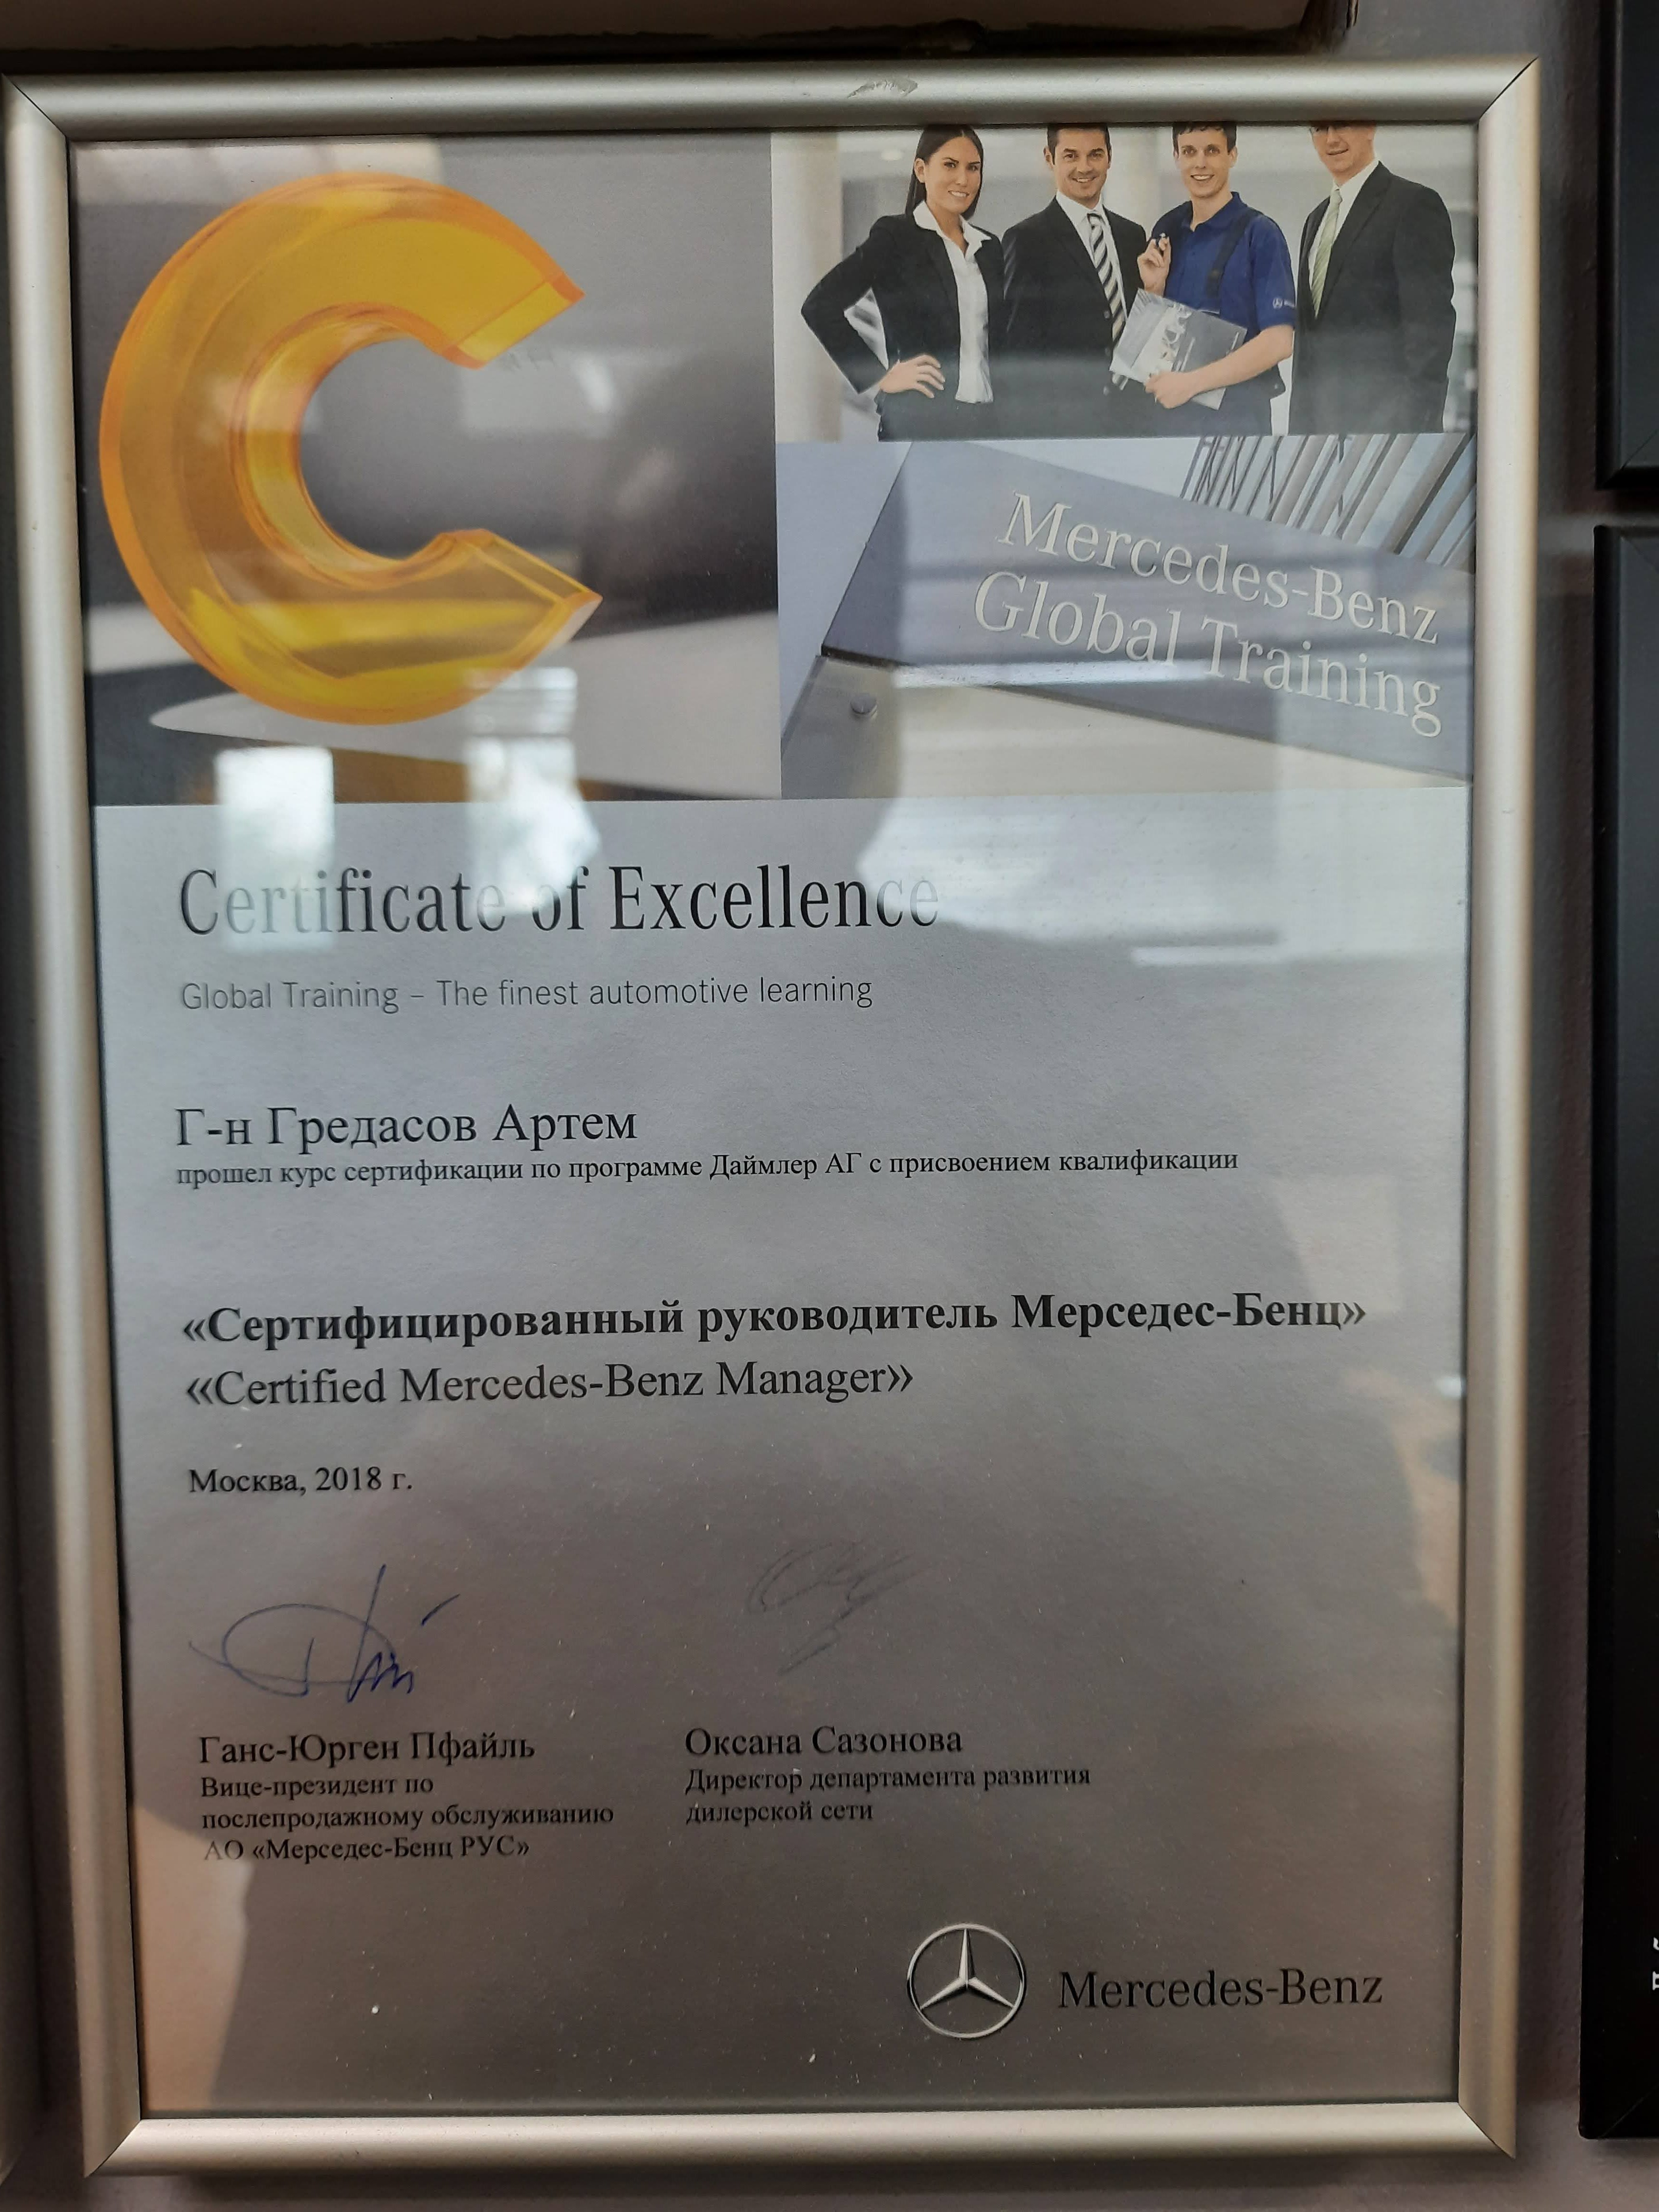 Mercedes-Benz
Global Training
Certificate of Excellence
Global Training – The finest automotive learning
Г-н Гредасов Артем
прошел курс сертификации по программе Даймлер АГ с присвоением квалификации
«Сертифицированный руководитель Мерседес-Бенц»
«Certified Mercedes-Benz Manager»
Москва, 2018 г.
Ганс-Юрген Пфайль
Вице-президент по
послепродажному обслуживанию
АО «Мерседес-Бенц РУС»
Оксана Сазонова
Директор департамента развития
дилерской сети
Mercedes-Benz